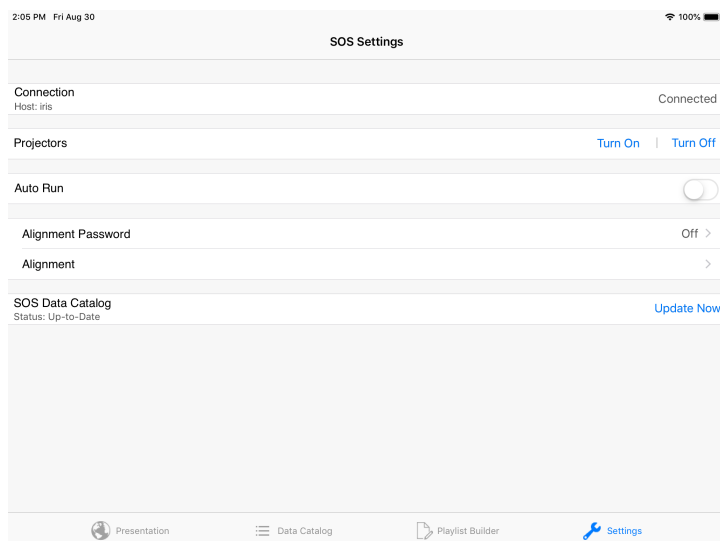 2:05 PM Fri Aug 30 100%
SOS Settings
Connection
Host: iris
Connected
Projectors
Turn On | Turn Off
Auto Run
Alignment Password
Off
Alignment
SOS Data Catalog
Status: Up-to-Date
Update Now
Presentation
Data Catalog
Playlist Builder
Settings